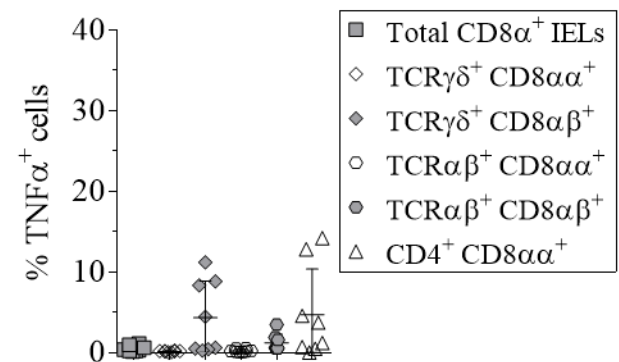 % TNFα⁺ cells
40
30
20
10
0
Total CD8α⁺ IELs
TCRγδ⁺ CD8αα⁺
TCRγδ⁺ CD8αβ⁺
TCRαβ⁺ CD8αα⁺
TCRαβ⁺ CD8αβ⁺
CD4⁺ CD8αα⁺